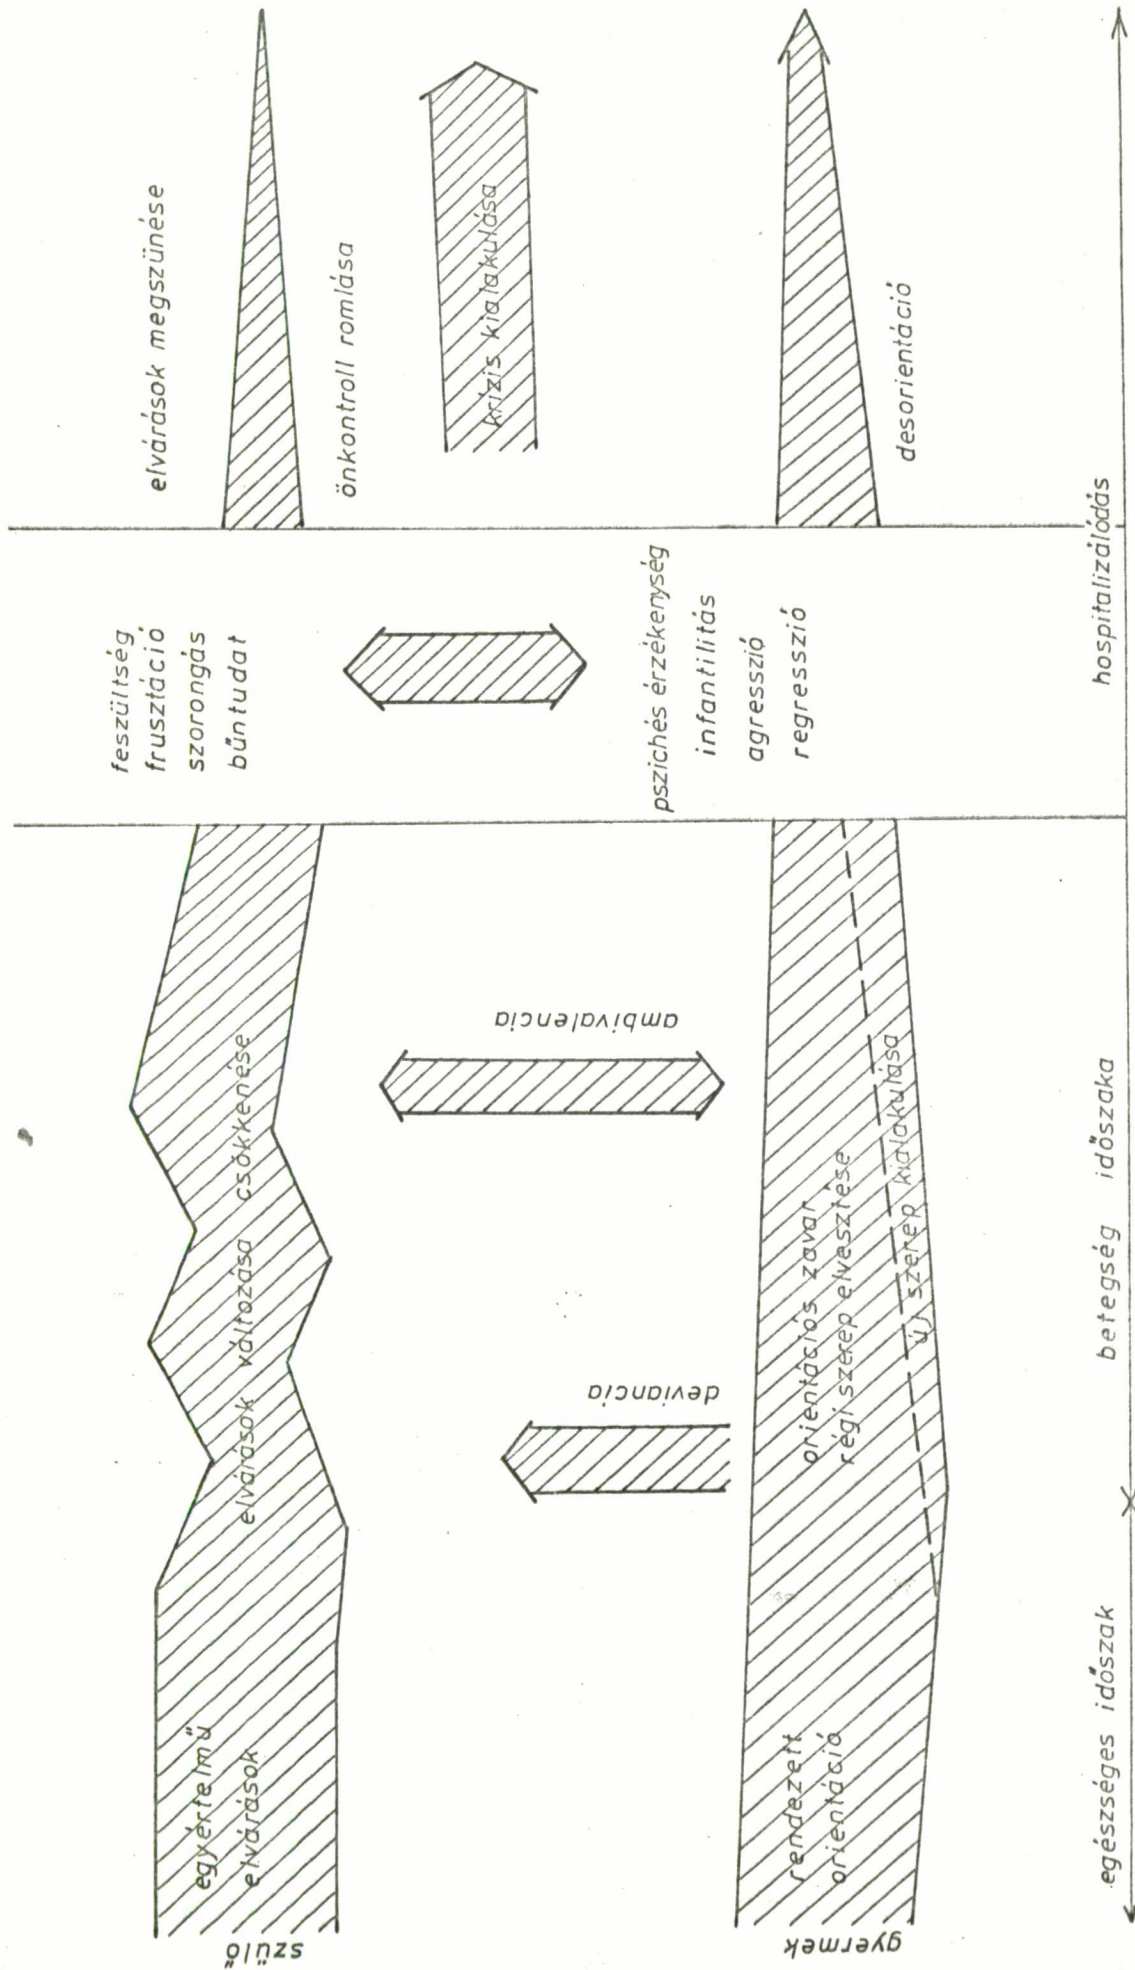 szülő
egyértelmű
elvárások
elvárások változása csökkenése
feszültség
frusztáció
szorongás
bűntudat
elvárások megszünése
önkontroll romlása
krízis kialakulása
deviancia
ambivalencia
pszichés érzékenység
infantilitás
agresszió
regresszió
gyermek
rendezett
orientáció
orientációs zavar
régi szerep elvesztése
új szerep kialakulása
desorientáció
egészséges időszak
betegség időszaka
hospitalizálódás